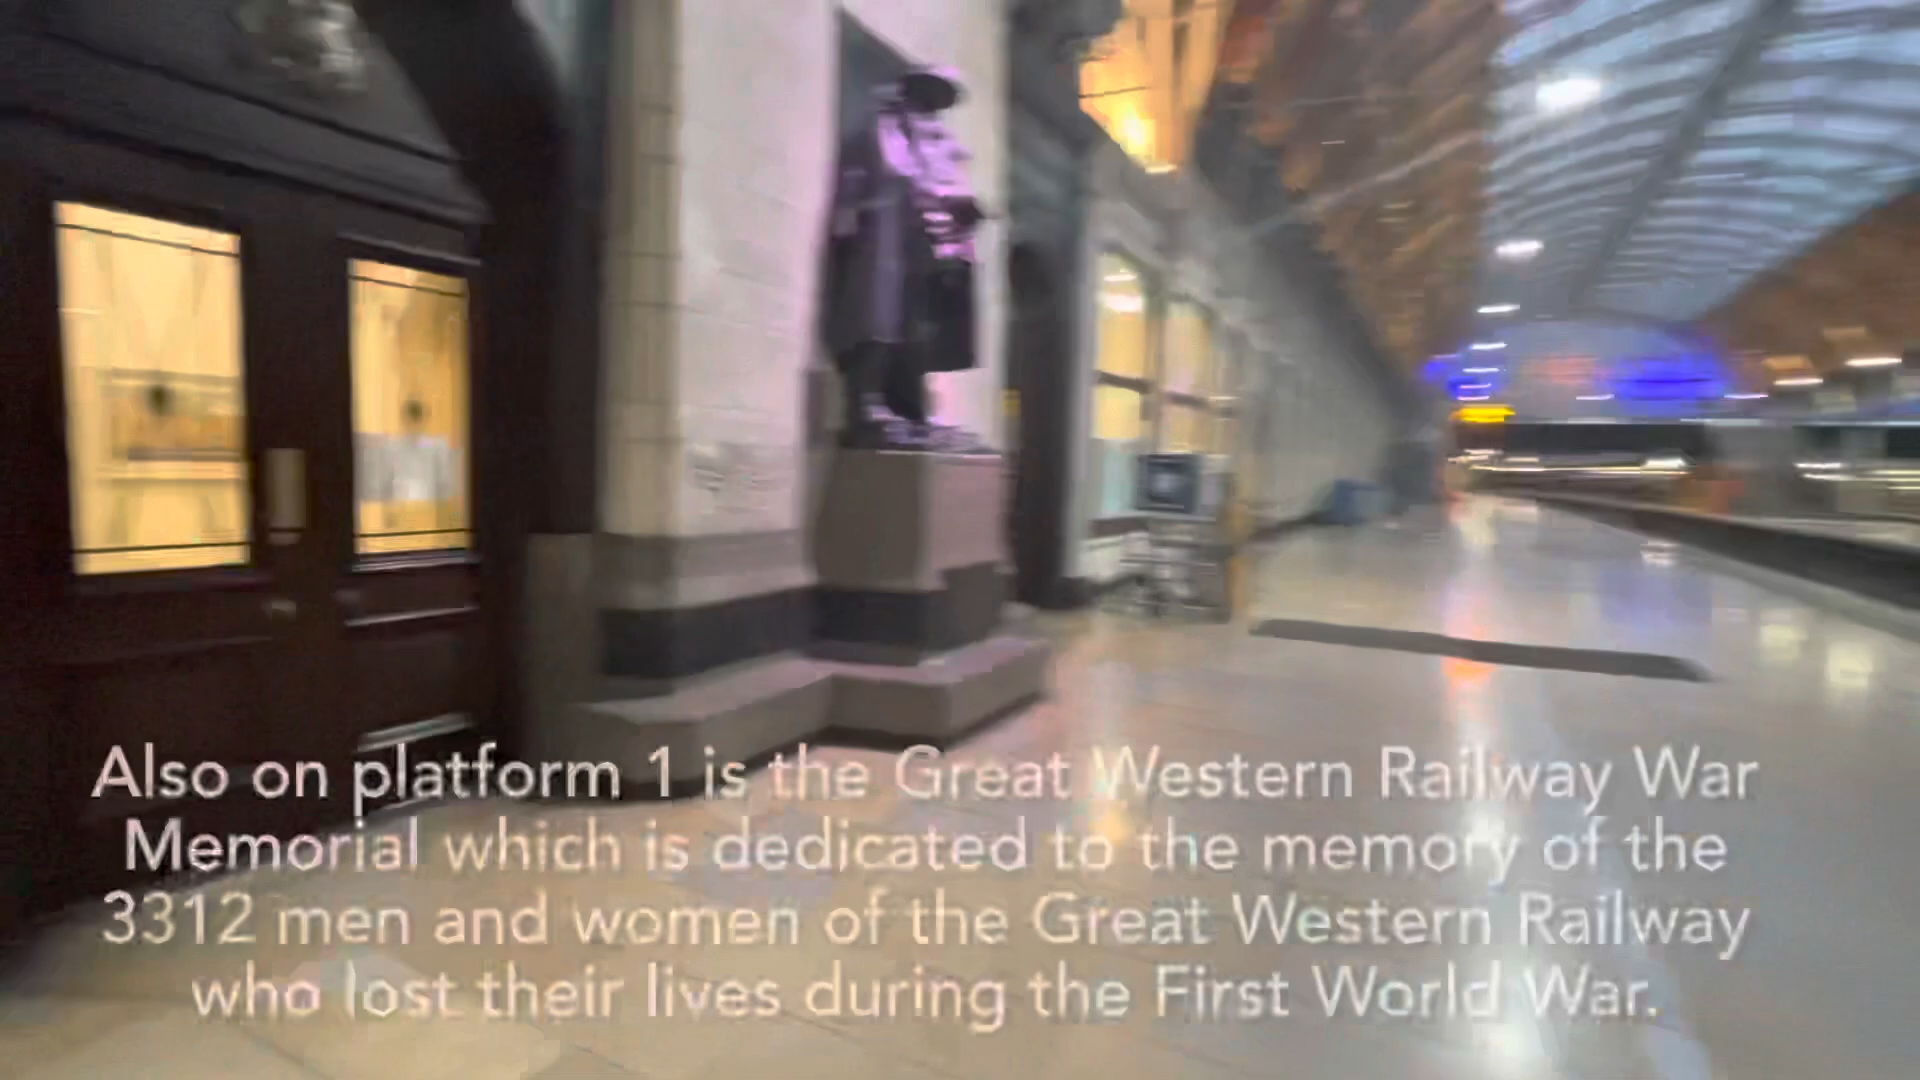 Also on platform 1 is the Great Western Railway War
Memorial which is dedicated to the memory of the
3312 men and women of the Great Western Railway
who lost their lives during the First World War.